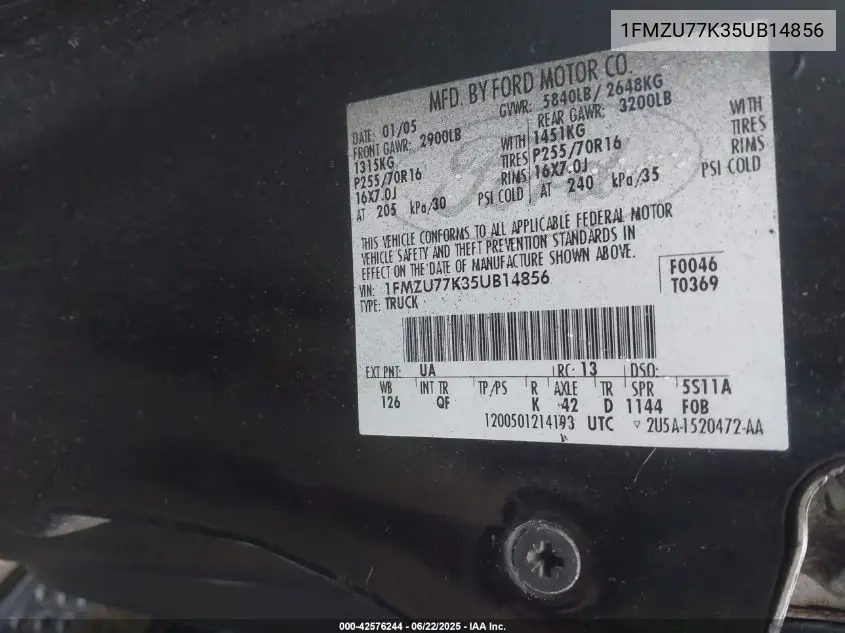 1FMZU77K35UB14856
MFD. BY FORD MOTOR CO.
DATE: 01/05 GVWR: 5840LB/ 2648KG
FRONT GAWR: 2900LB REAR GAWR: 3200LB
1315KG WITH 1451KG WITH
P255/70R16 TIRES P255/70R16 TIRES
16X7.0J RIMS 16X7.0J RIMS
AT 205 kPa/30 PSI COLD AT 240 kPa/35 PSI COLD
THIS VEHICLE CONFORMS TO ALL APPLICABLE FEDERAL MOTOR
VEHICLE SAFETY AND THEFT PREVENTION STANDARDS IN
EFFECT ON THE DATE OF MANUFACTURE SHOWN ABOVE.
VIN: 1FMZU77K35UB14856 F0046
TYPE: TRUCK T0369
EXT PNT: UA RC: 13 DSO:
WB INT TR TP/PS R AXLE TR SPR 5S11A
126 QF K 42 D 1144 F0B
1200501214193 UTC ▽ 2U5A-1520472-AA
000-42576244 - 06/22/2025 - IAA Inc.